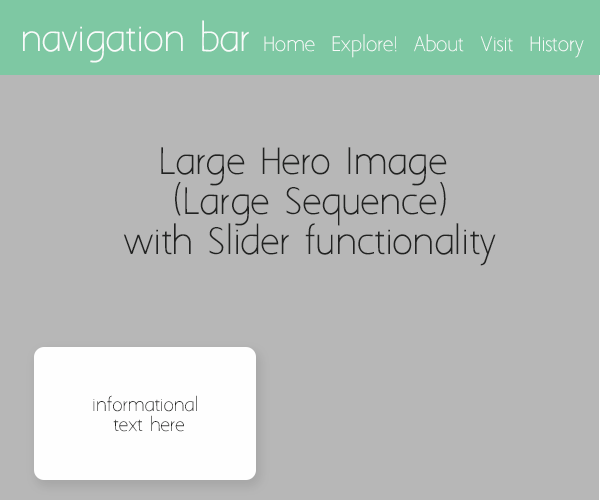 navigation bar Home Explore! About Visit History
Large Hero Image
(Large Sequence)
with Slider functionality
informational
text here